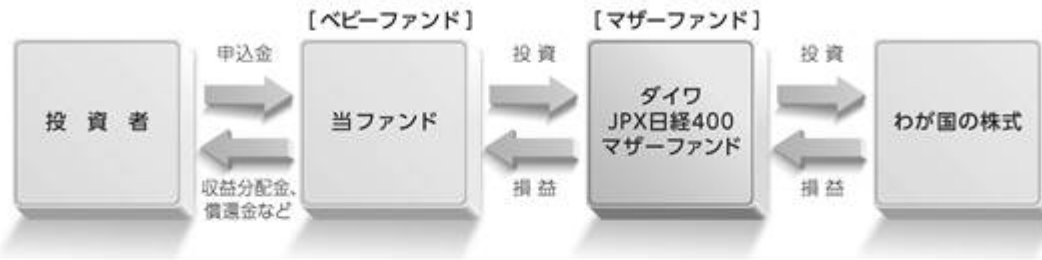 [ベビーファンド]
[マザーファンド]
申込金
投資
投資
投資者
当ファンド
ダイワ
JPX日経400
マザーファンド
わが国の株式
収益分配金、
償還金など
損益
損益